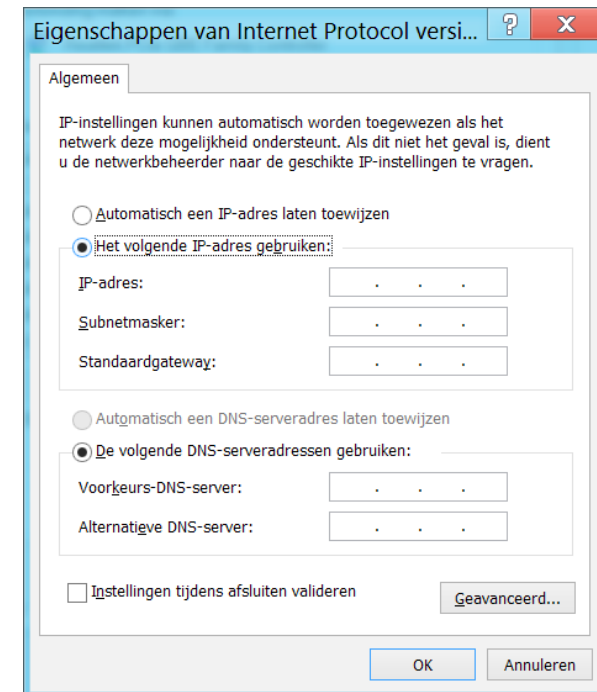 Eigenschappen van Internet Protocol versi...
Algemeen
IP-instellingen kunnen automatisch worden toegewezen als het
netwerk deze mogelijkheid ondersteunt. Als dit niet het geval is, dient
u de netwerkbeheerder naar de geschikte IP-instellingen te vragen.
Automatisch een IP-adres laten toewijzen
Het volgende IP-adres gebruiken:
IP-adres:
Subnetmasker:
Standaardgateway:
Automatisch een DNS-serveradres laten toewijzen
De volgende DNS-serveradressen gebruiken:
Voorkeurs-DNS-server:
Alternatieve DNS-server:
Instellingen tijdens afsluiten valideren
Geavanceerd...
OK Annuleren